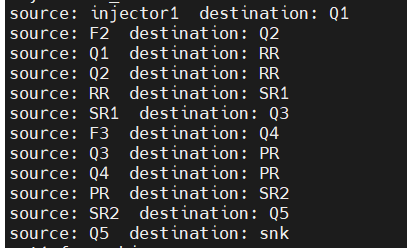 source: injector1  destination: Q1
source: F2  destination: Q2
source: Q1  destination: RR
source: Q2  destination: RR
source: RR  destination: SR1
source: SR1  destination: Q3
source: F3  destination: Q4
source: Q3  destination: PR
source: Q4  destination: PR
source: PR  destination: SR2
source: SR2  destination: Q5
source: Q5  destination: snk